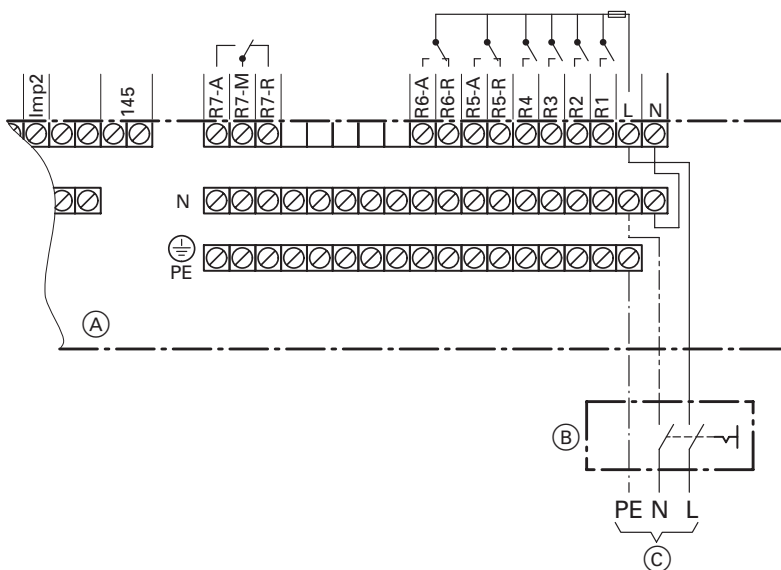 Imp2
145
R7-A
R7-M
R7-R
R6-A
R6-R
R5-A
R5-R
R4
R3
R2
R1
L
N
N
PE
A
B
PE N L
C